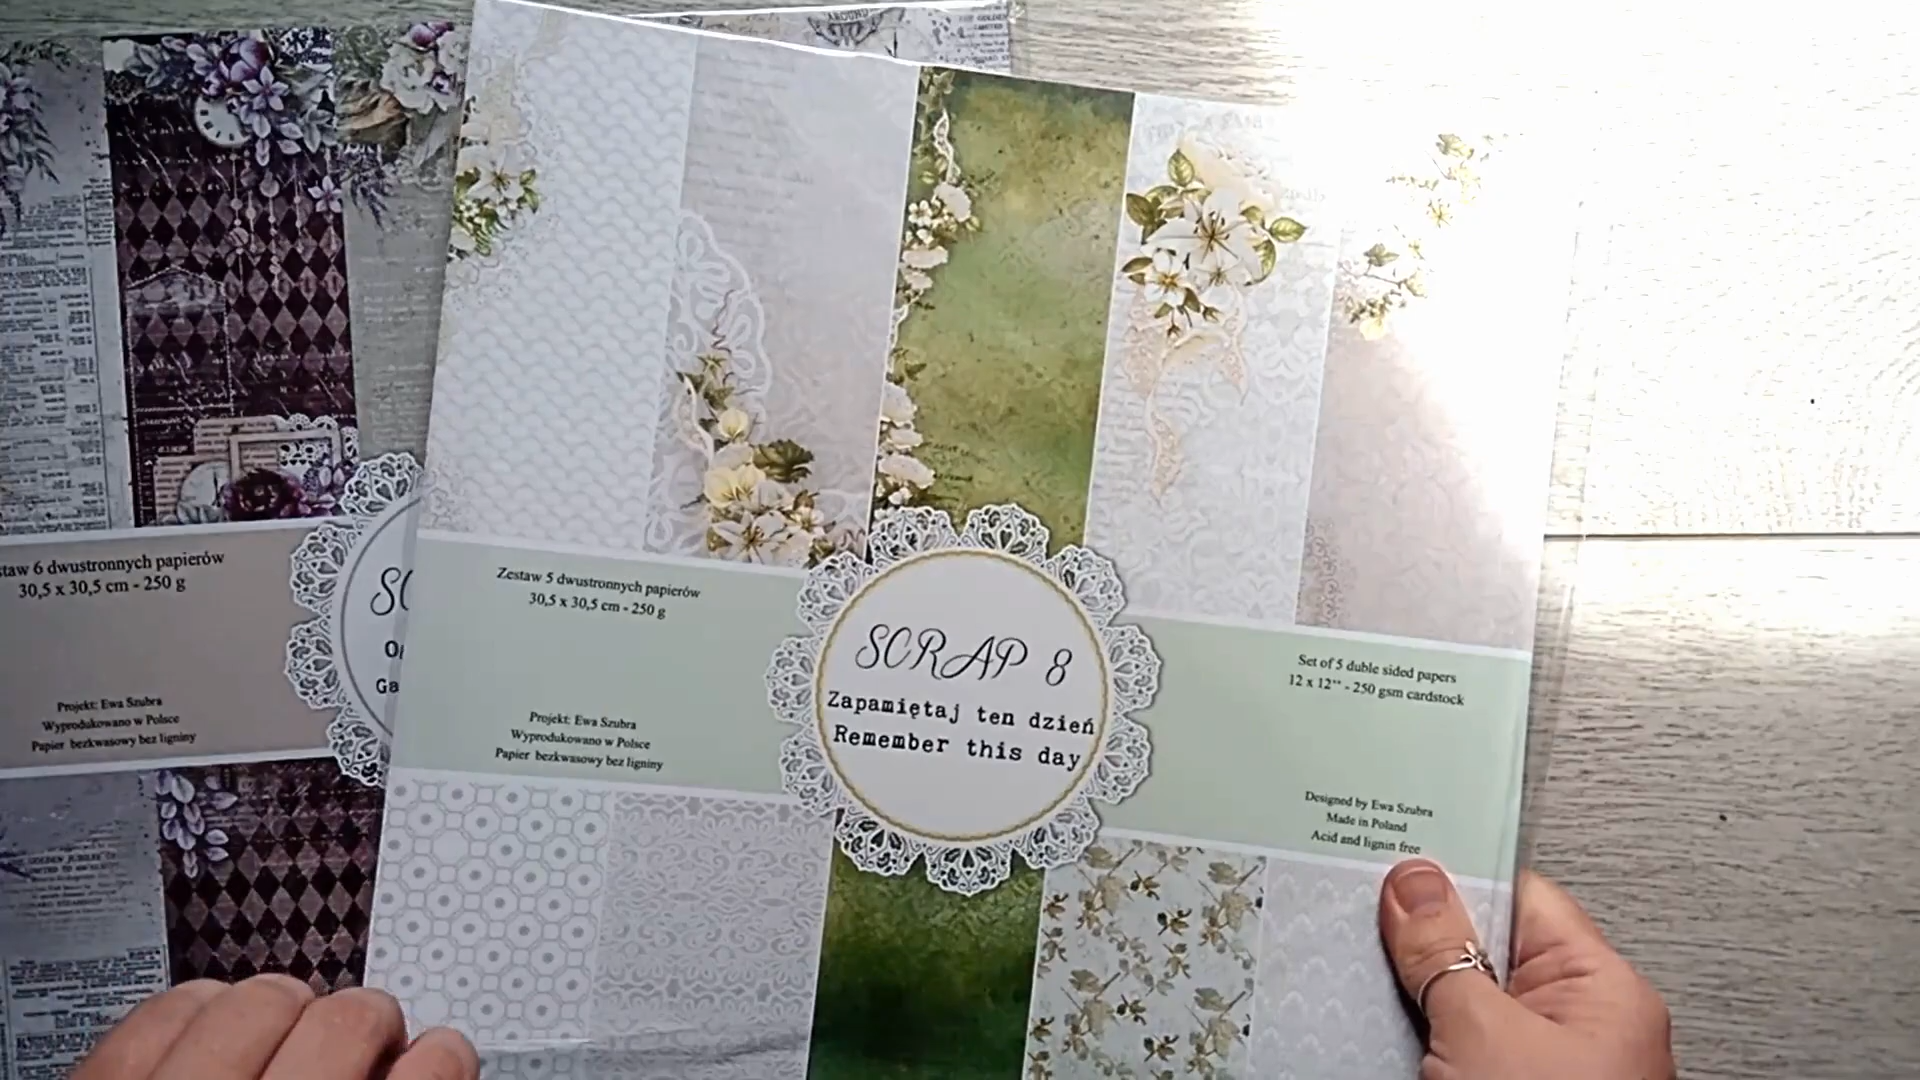 6 dwustronnych papierów
30,5 x 30,5 cm - 250 g
Projekt: Ewa Szubra
Wyprodukowano w Polsce
Papier bezkwasowy bez ligniny
Zestaw 5 dwustronnych papierów
30,5 x 30,5 cm - 250 g
Projekt: Ewa Szubra
Wyprodukowano w Polsce
Papier bezkwasowy bez ligniny
SCRAP 8
Zapamiętaj ten dzień
Remember this day
Set of 5 duble sided papers
12 x 12" - 250 gsm cardstock
Designed by Ewa Szubra
Made in Poland
Acid and lignin free